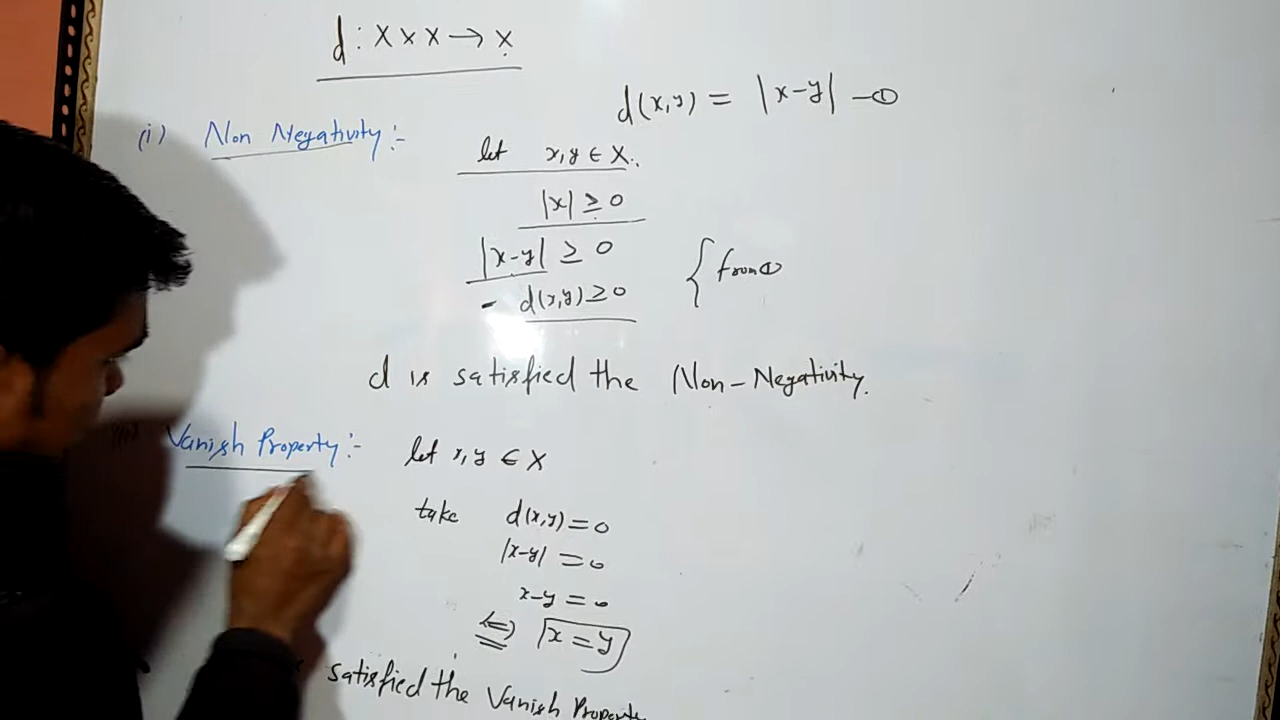 d : X × X → X
d(x,y) = |x-y| —①
(i) Non Negativity :-
let x,y ∈ X.
|x| ≥ 0
|x-y| ≥ 0
{ from ①
- d(x,y) ≥ 0
d is satisfied the Non-Negativity.
Vanish Property :- let x,y ∈ X
take d(x,y) = 0
|x-y| = 0
x-y = 0
⇔ x = y
satisfied the Vanish Property